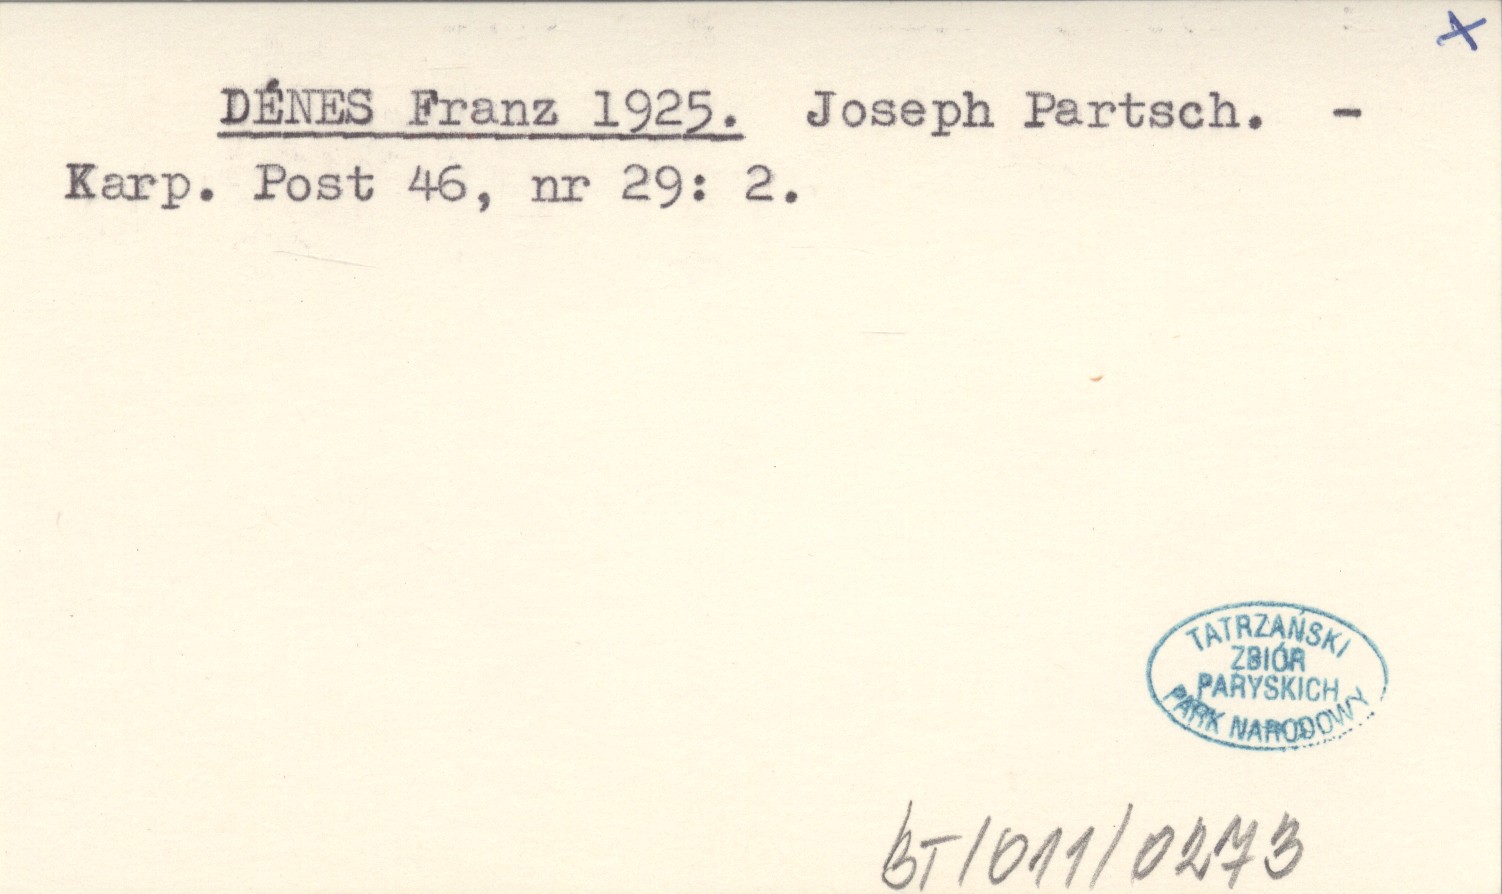 x
DÉNES Franz 1925. Joseph Partsch. -
Karp. Post 46, nr 29: 2.
TATRZAŃSKI
ZBIÓR
PARYSKICH
PARK NARODOWY
BT/011/0273